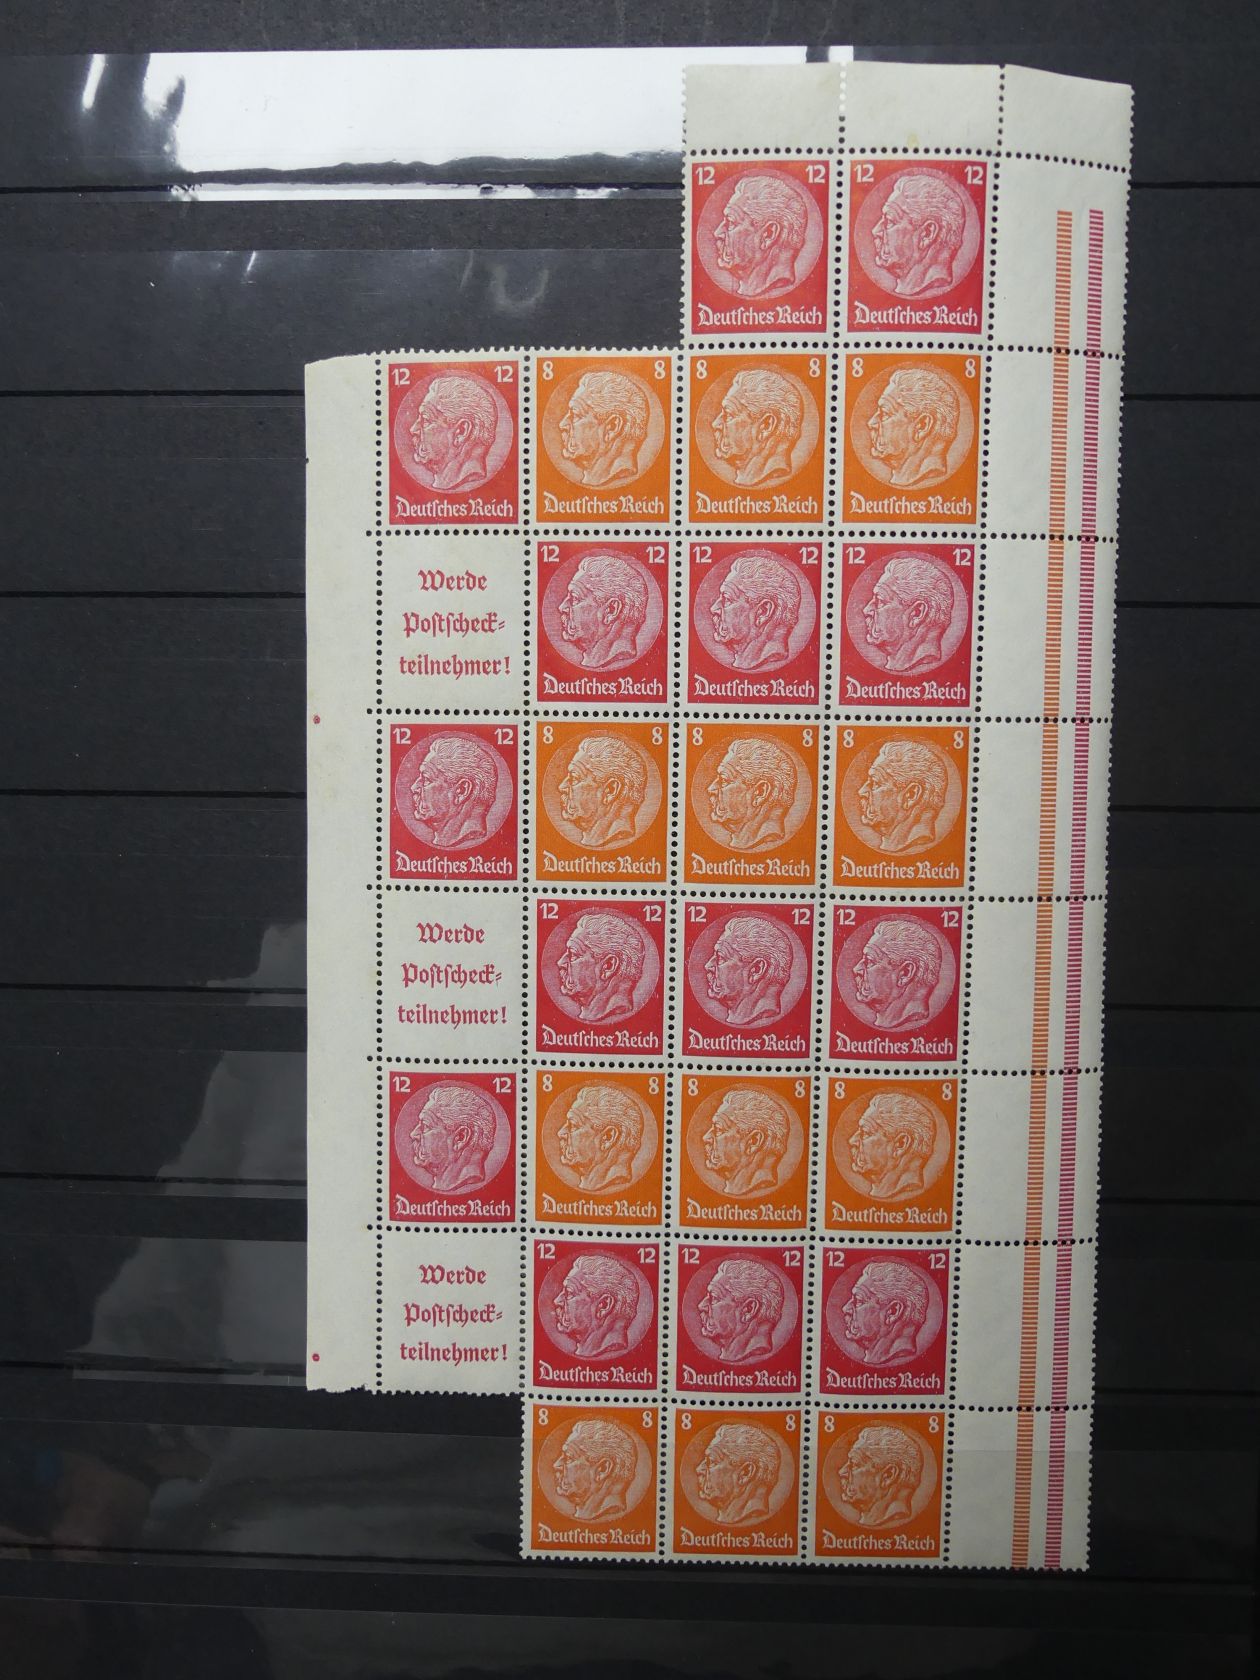 12 12 12 12
Deutsches Reich Deutsches Reich
12 12 8 8 8 8 8 8
Deutsches Reich Deutsches Reich Deutsches Reich Deutsches Reich
Werde 12 12 12 12 12 12
Postscheck-
teilnehmer! Deutsches Reich Deutsches Reich Deutsches Reich
12 12 8 8 8 8 8 8
Deutsches Reich Deutsches Reich Deutsches Reich Deutsches Reich
Werde 12 12 12 12 12 12
Postscheck-
teilnehmer! Deutsches Reich Deutsches Reich Deutsches Reich
12 12 8 8 8 8 8 8
Deutsches Reich Deutsches Reich Deutsches Reich Deutsches Reich
Werde 12 12 12 12 12 12
Postscheck-
teilnehmer! Deutsches Reich Deutsches Reich Deutsches Reich
8 8 8 8 8 8
Deutsches Reich Deutsches Reich Deutsches Reich